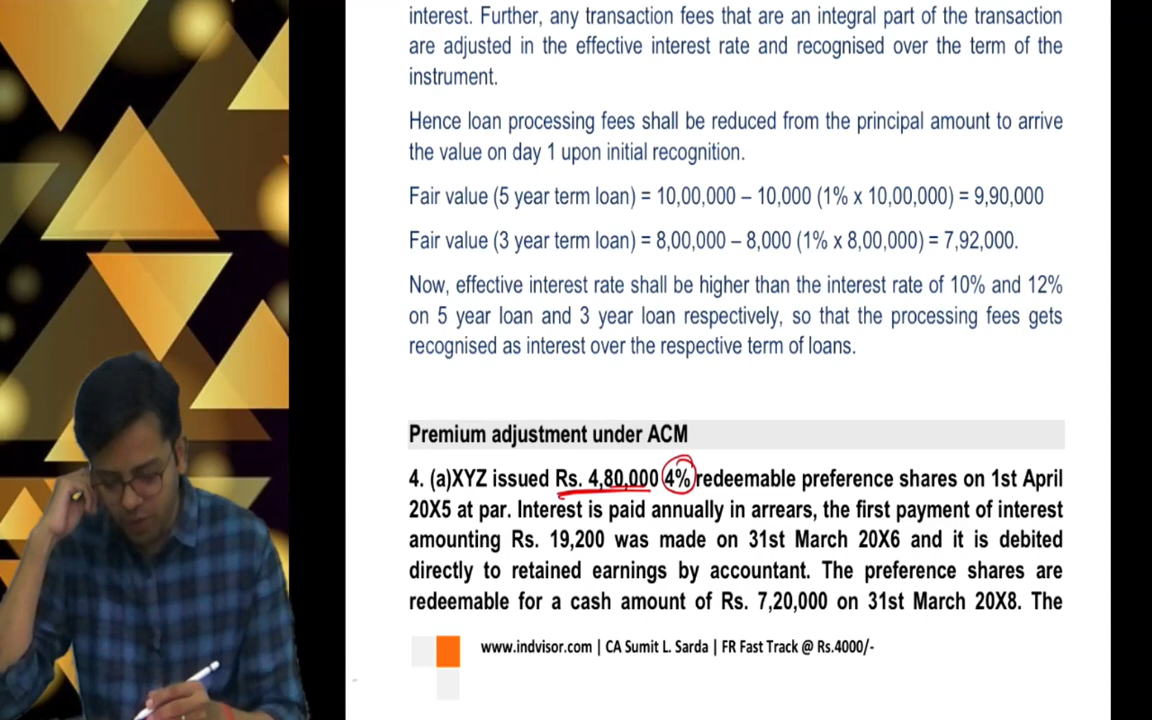 interest. Further, any transaction fees that are an integral part of the transaction
are adjusted in the effective interest rate and recognised over the term of the
instrument.
Hence loan processing fees shall be reduced from the principal amount to arrive
the value on day 1 upon initial recognition.
Fair value (5 year term loan) = 10,00,000 – 10,000 (1% x 10,00,000) = 9,90,000
Fair value (3 year term loan) = 8,00,000 – 8,000 (1% x 8,00,000) = 7,92,000.
Now, effective interest rate shall be higher than the interest rate of 10% and 12%
on 5 year loan and 3 year loan respectively, so that the processing fees gets
recognised as interest over the respective term of loans.
Premium adjustment under ACM
4. (a)XYZ issued Rs. 4,80,000 4% redeemable preference shares on 1st April
20X5 at par. Interest is paid annually in arrears, the first payment of interest
amounting Rs. 19,200 was made on 31st March 20X6 and it is debited
directly to retained earnings by accountant. The preference shares are
redeemable for a cash amount of Rs. 7,20,000 on 31st March 20X8. The
www.indvisor.com | CA Sumit L. Sarda | FR Fast Track @ Rs.4000/-